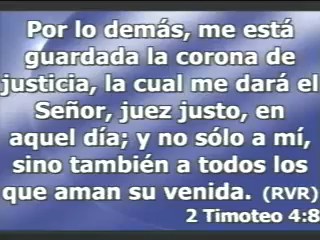 Por lo demás, me está
guardada la corona de
justicia, la cual me dará el
Señor, juez justo, en
aquel día; y no sólo a mí,
sino también a todos los
que aman su venida. (RVR)
2 Timoteo 4:8